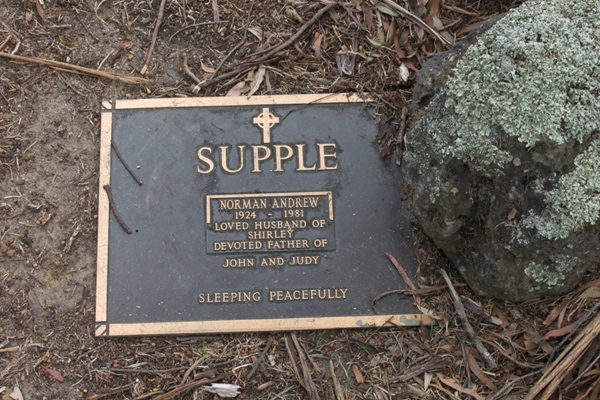 SUPPLE
NORMAN ANDREW
1924 - 1981
LOVED HUSBAND OF
SHIRLEY
DEVOTED FATHER OF
JOHN AND JUDY
SLEEPING PEACEFULLY